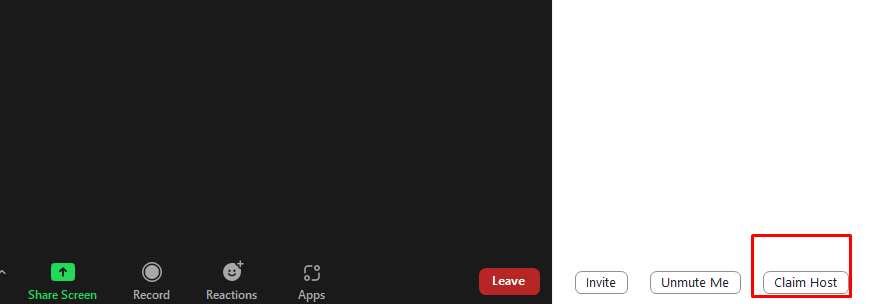 Share Screen
Record
Reactions
Apps
Leave
Invite
Unmute Me
Claim Host